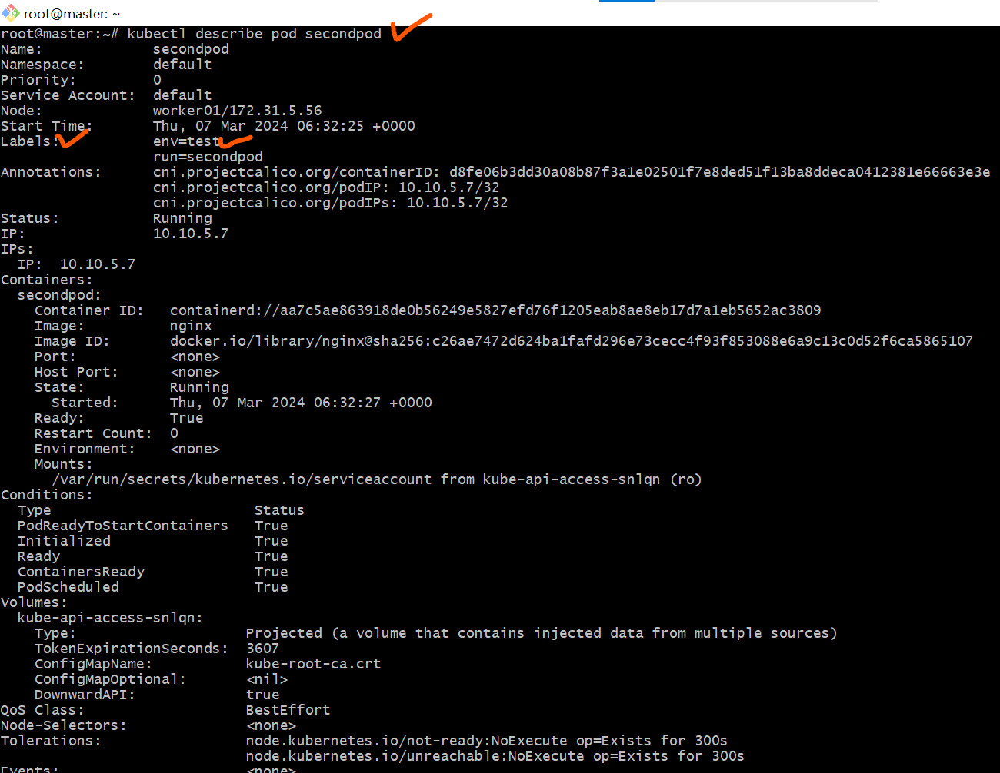 root@master: ~
root@master:~# kubectl describe pod secondpod
Name:             secondpod
Namespace:        default
Priority:         0
Service Account:  default
Node:             worker01/172.31.5.56
Start Time:       Thu, 07 Mar 2024 06:32:25 +0000
Labels:           env=test
                  run=secondpod
Annotations:      cni.projectcalico.org/containerID: d8fe06b3dd30a08b87f3a1e02501f7e8ded51f13ba8ddeca0412381e66663e3e
                  cni.projectcalico.org/podIP: 10.10.5.7/32
                  cni.projectcalico.org/podIPs: 10.10.5.7/32
Status:           Running
IP:               10.10.5.7
IPs:
  IP:  10.10.5.7
Containers:
  secondpod:
    Container ID:   containerd://aa7c5ae863918de0b56249e5827efd76f1205eab8ae8eb17d7a1eb5652ac3809
    Image:          nginx
    Image ID:       docker.io/library/nginx@sha256:c26ae7472d624ba1fafd296e73cecc4f93f853088e6a9c13c0d52f6ca5865107
    Port:           <none>
    Host Port:      <none>
    State:          Running
      Started:      Thu, 07 Mar 2024 06:32:27 +0000
    Ready:          True
    Restart Count:  0
    Environment:    <none>
    Mounts:
      /var/run/secrets/kubernetes.io/serviceaccount from kube-api-access-snlqn (ro)
Conditions:
  Type                        Status
  PodReadyToStartContainers   True
  Initialized                 True
  Ready                       True
  ContainersReady             True
  PodScheduled                True
Volumes:
  kube-api-access-snlqn:
    Type:                    Projected (a volume that contains injected data from multiple sources)
    TokenExpirationSeconds:  3607
    ConfigMapName:           kube-root-ca.crt
    ConfigMapOptional:       <nil>
    DownwardAPI:             true
QoS Class:                   BestEffort
Node-Selectors:              <none>
Tolerations:                 node.kubernetes.io/not-ready:NoExecute op=Exists for 300s
                             node.kubernetes.io/unreachable:NoExecute op=Exists for 300s
Events:                      <none>